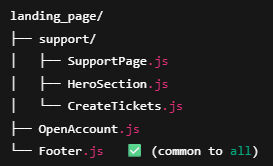 landing_page/
├── support/
│   ├── SupportPage.js
│   ├── HeroSection.js
│   └── CreateTickets.js
├── OpenAccount.js
└── Footer.js   ✅ (common to all)